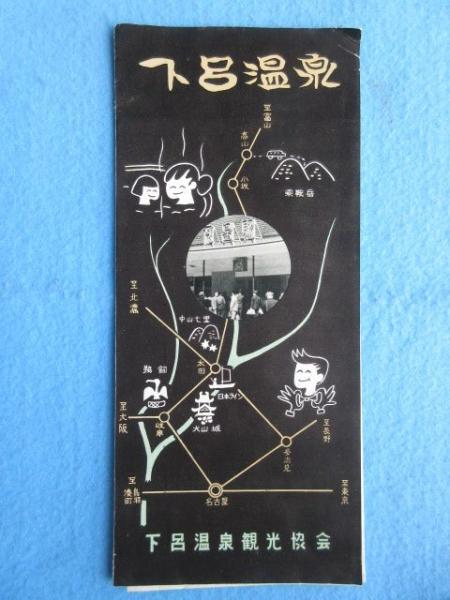 下呂温泉
至富山
高山
乗鞍岳
小坂
至北濃
中山七里
太田
鵜飼
日本ライン
至大阪
岐阜
犬山城
至長野
多治見
名古屋
至東京
下呂温泉観光協会